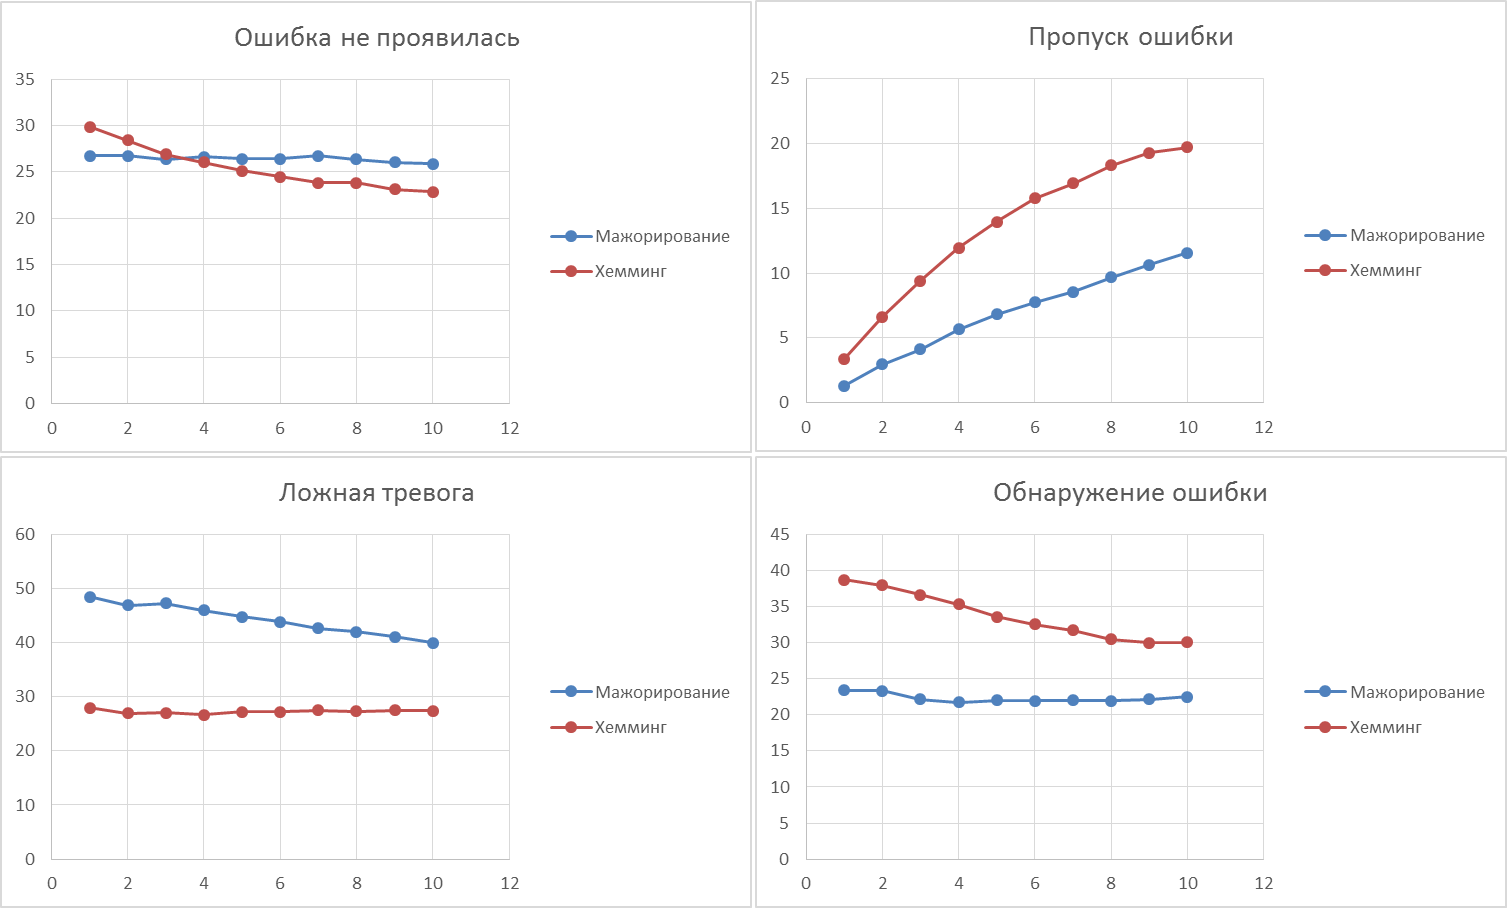 Ошибка не проявилась
35
30
25
20
15
10
5
0
0 2 4 6 8 10 12
Мажорирование
Хемминг
Пропуск ошибки
25
20
15
10
5
0
0 2 4 6 8 10 12
Мажорирование
Хемминг
Ложная тревога
60
50
40
30
20
10
0
0 2 4 6 8 10 12
Мажорирование
Хемминг
Обнаружение ошибки
45
40
35
30
25
20
15
10
5
0
0 2 4 6 8 10 12
Мажорирование
Хемминг